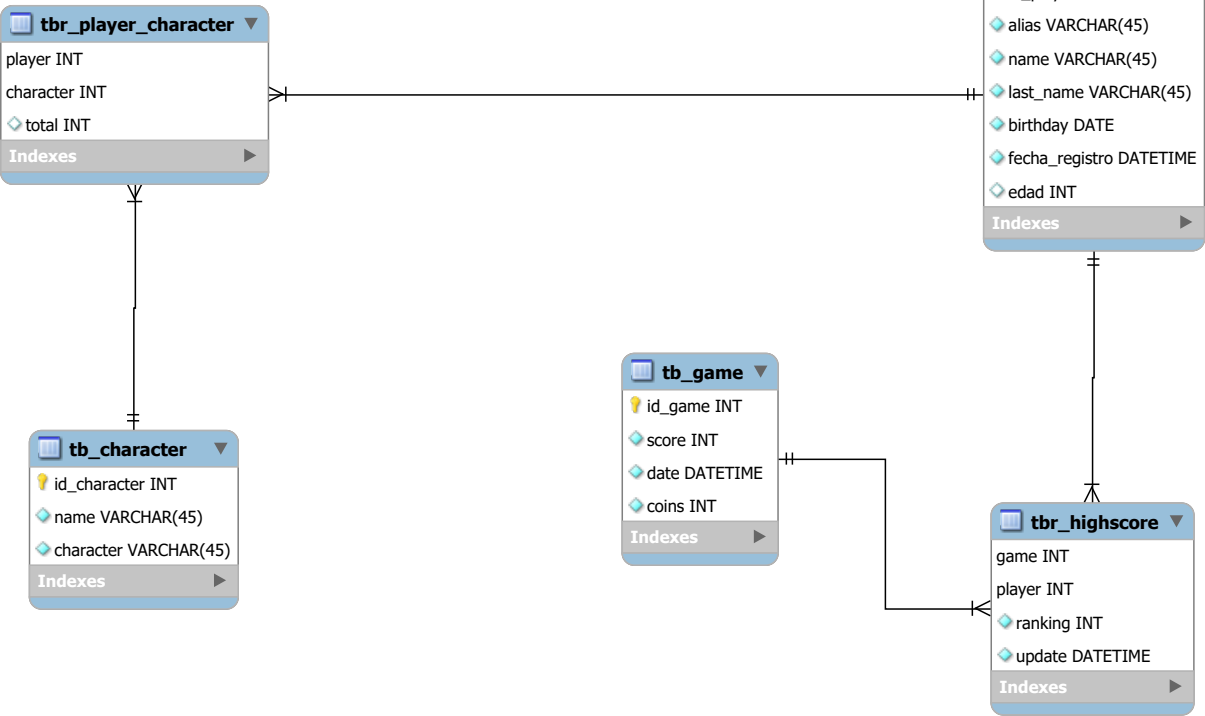 tbr_player_character
player INT
character INT
total INT
Indexes
alias VARCHAR(45)
name VARCHAR(45)
last_name VARCHAR(45)
birthday DATE
fecha_registro DATETIME
edad INT
Indexes
tb_game
id_game INT
score INT
date DATETIME
coins INT
Indexes
tb_character
id_character INT
name VARCHAR(45)
character VARCHAR(45)
Indexes
tbr_highscore
game INT
player INT
ranking INT
update DATETIME
Indexes